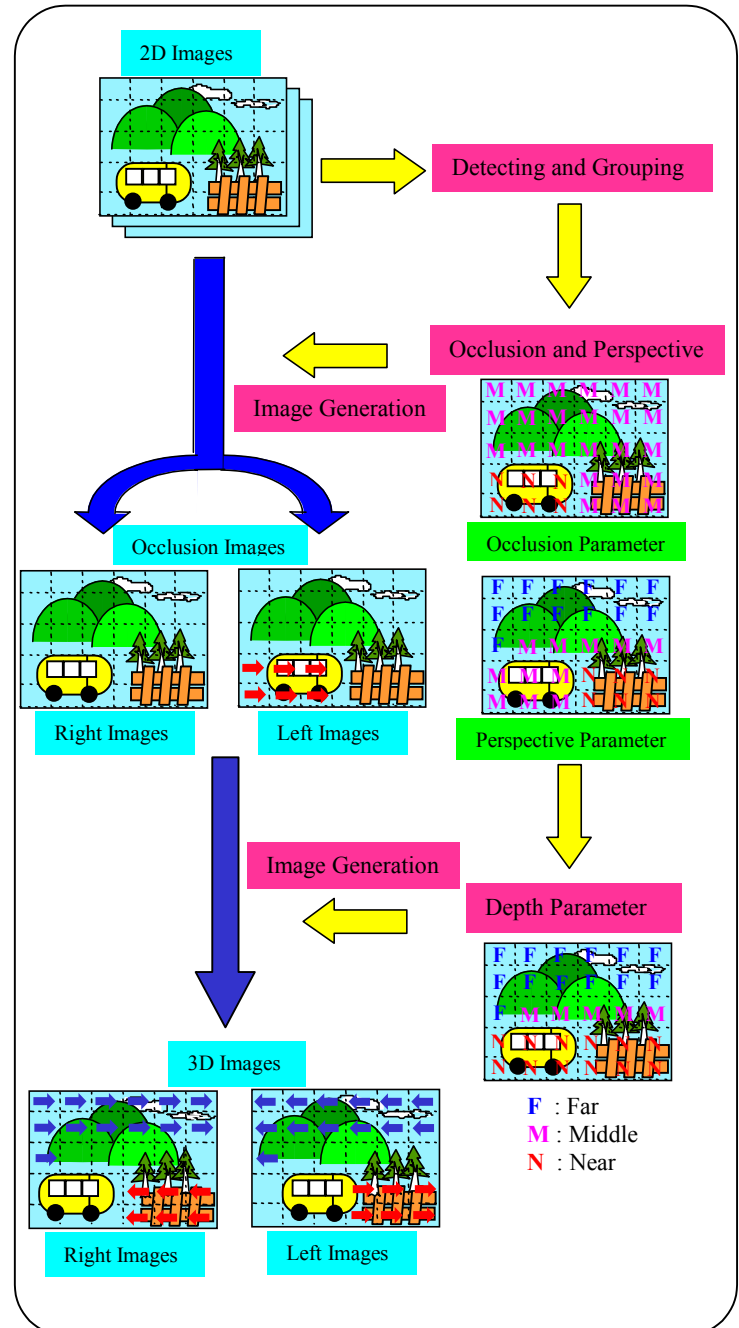 2D Images
Detecting and Grouping
Occlusion and Perspective
Image Generation
M M M M M M
M M M M M M
M M M M M M
N N N M M M
N N N M M M
Occlusion Parameter
Occlusion Images
Right Images
Left Images
F F F F F F
F F F F F F
F M M M M M
M M M N N N
M M M N N N
Perspective Parameter
Image Generation
Depth Parameter
F F F F F F
F F F F F F
F M M M M M
N N N N N N
N N N N N N
F : Far
M : Middle
N : Near
3D Images
Right Images
Left Images